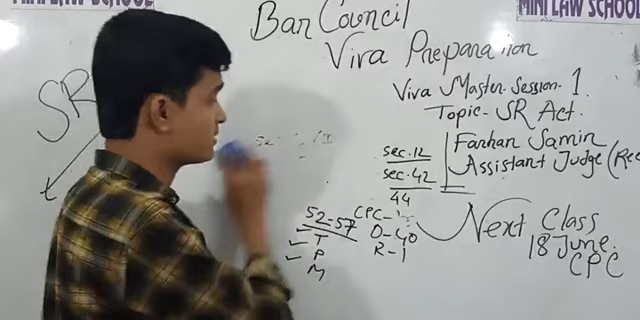 MINI LAW SCHOOL
MINI LAW SCHOOL
Bar Council
Viva Preparation
Viva Master Session 1
Topic - SR Act.
SR
t
sec. 12
sec. 42
44
Farhan Samin
Assistant Judge (Rec
52-57
T
P
M
CPC-
O-40
R-1
Next Class
18 June.
CPC